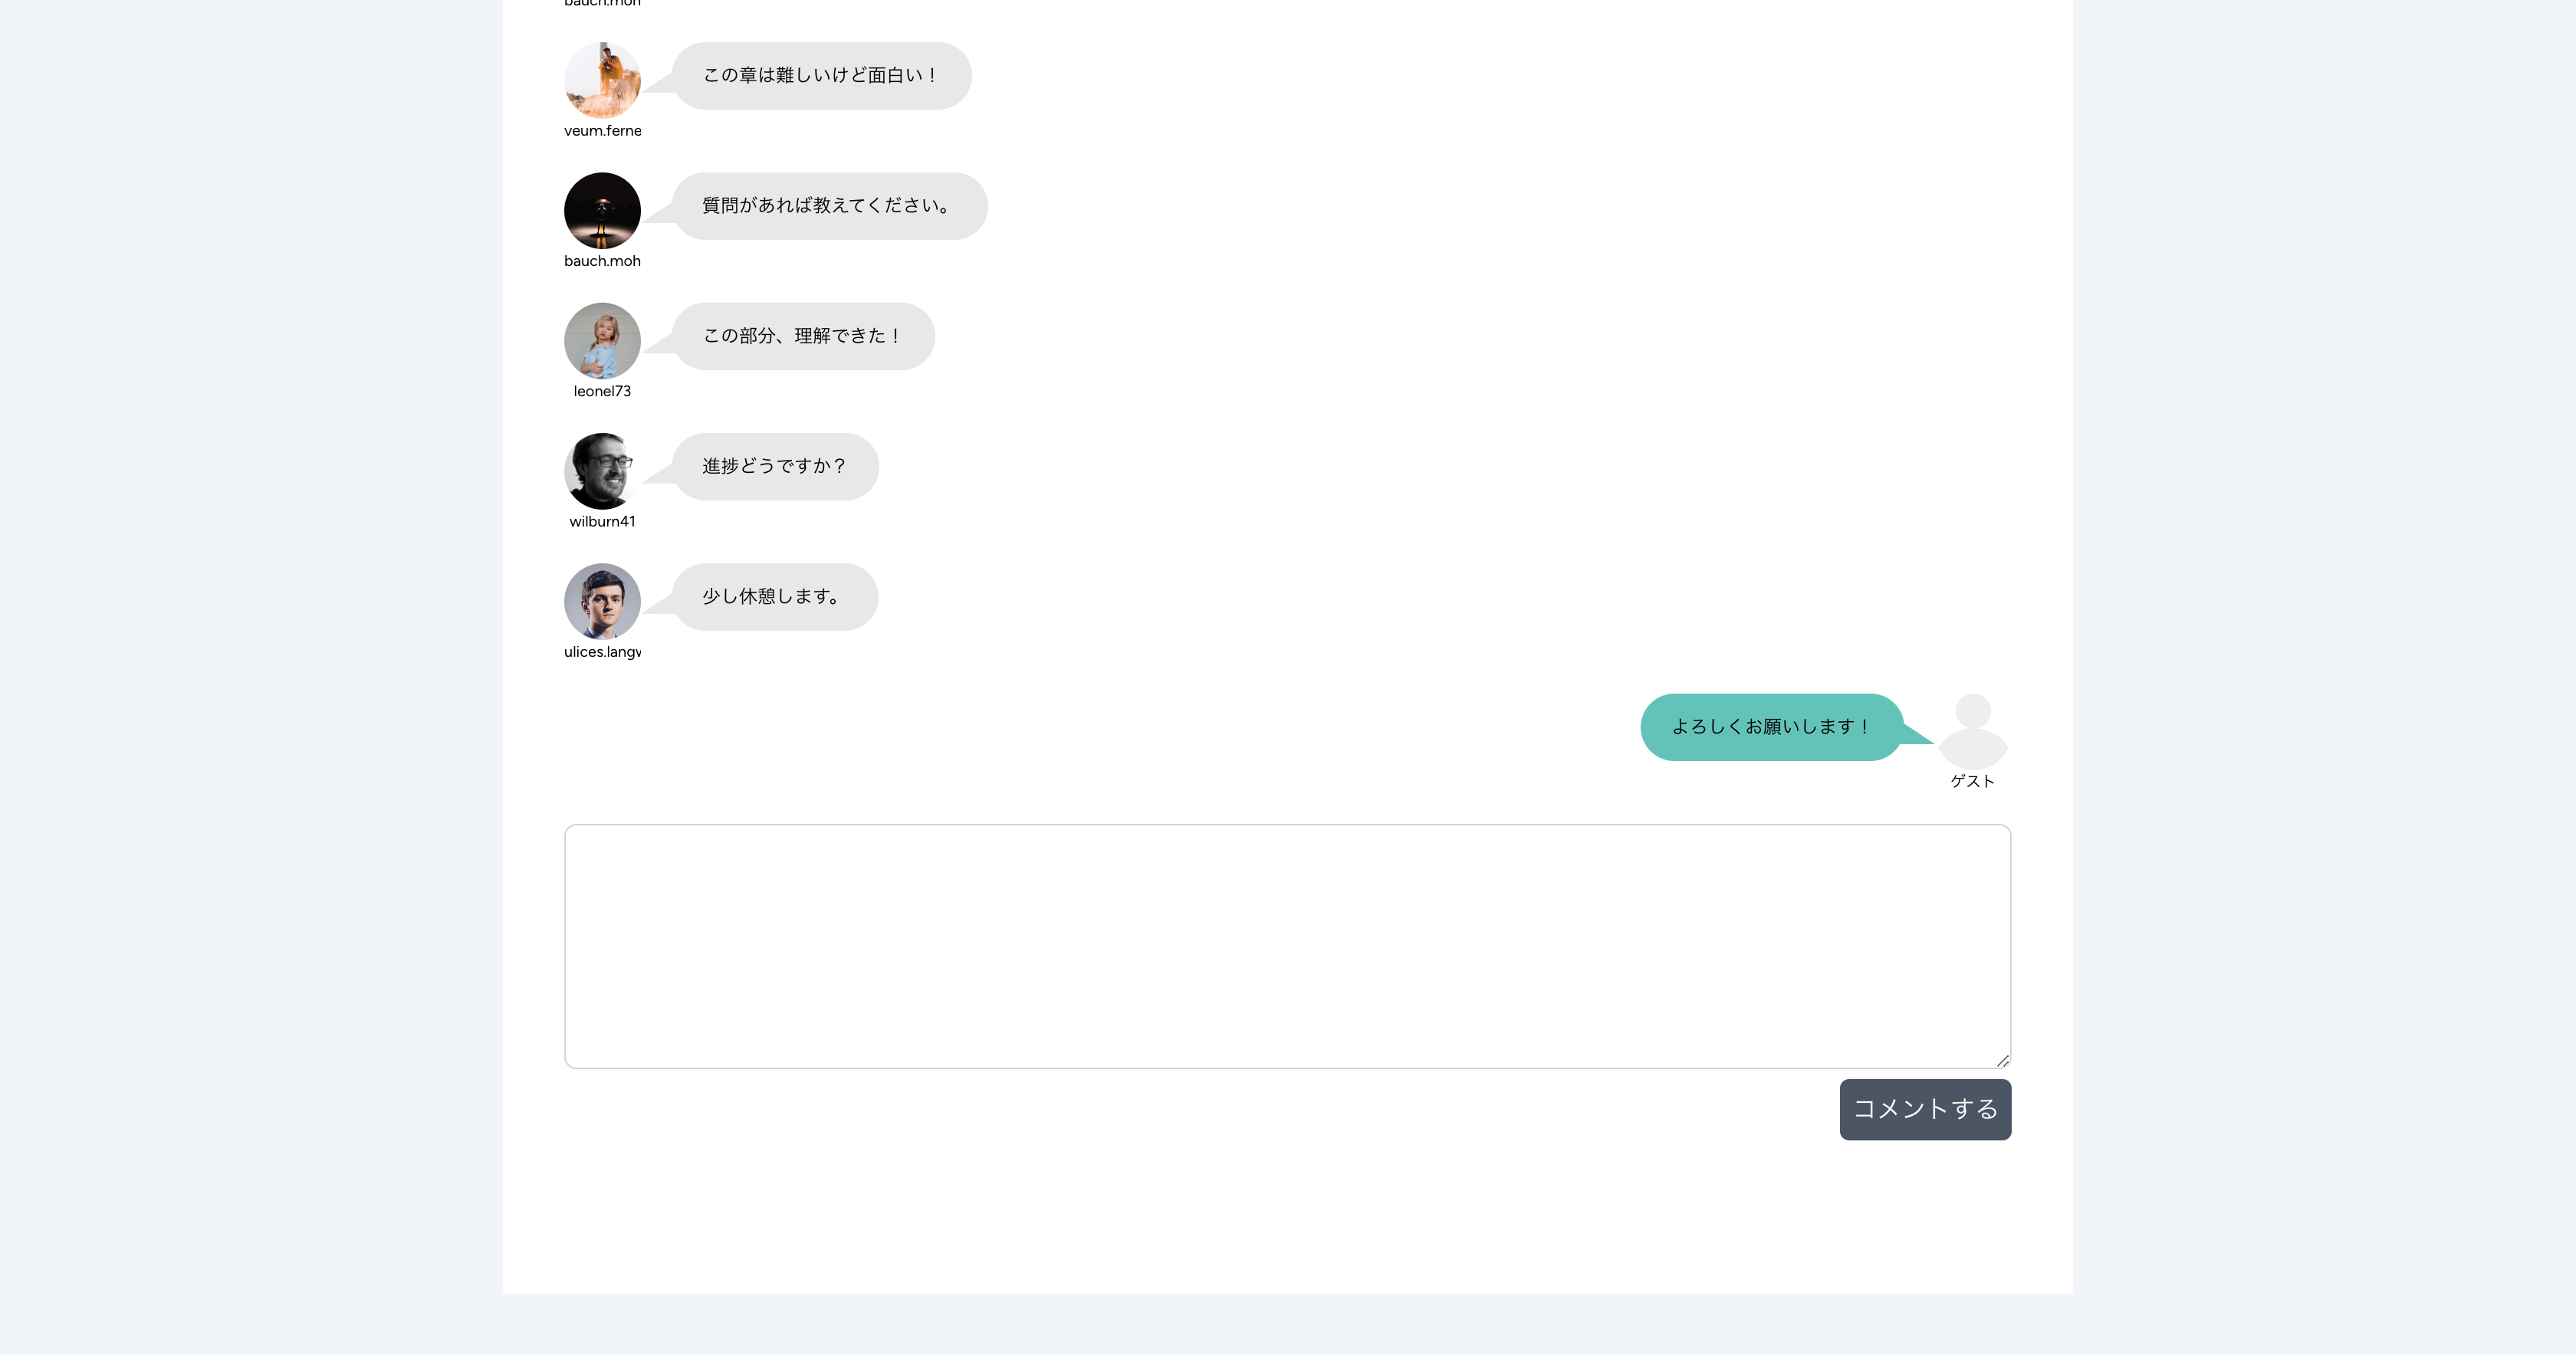 bauch.moh
この章は難しいけど面白い！
veum.ferne
質問があれば教えてください。
bauch.moh
この部分、理解できた！
leonel73
進捗どうですか？
wilburn41
少し休憩します。
ulices.lang
よろしくお願いします！
ゲスト
コメントする